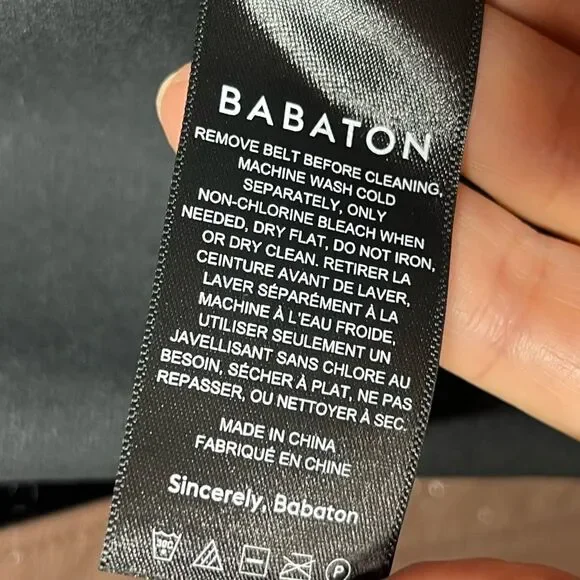 BABATON
REMOVE BELT BEFORE CLEANING,
MACHINE WASH COLD
SEPARATELY, ONLY
NON-CHLORINE BLEACH WHEN
NEEDED, DRY FLAT, DO NOT IRON,
OR DRY CLEAN. RETIRER LA
CEINTURE AVANT DE LAVER,
LAVER SÉPARÉMENT À LA
MACHINE À L'EAU FROIDE,
UTILISER SEULEMENT UN
JAVELLISANT SANS CHLORE AU
BESOIN, SÉCHER À PLAT, NE PAS
REPASSER, OU NETTOYER À SEC.
MADE IN CHINA
FABRIQUÉ EN CHINE
Sincerely, Babaton
P